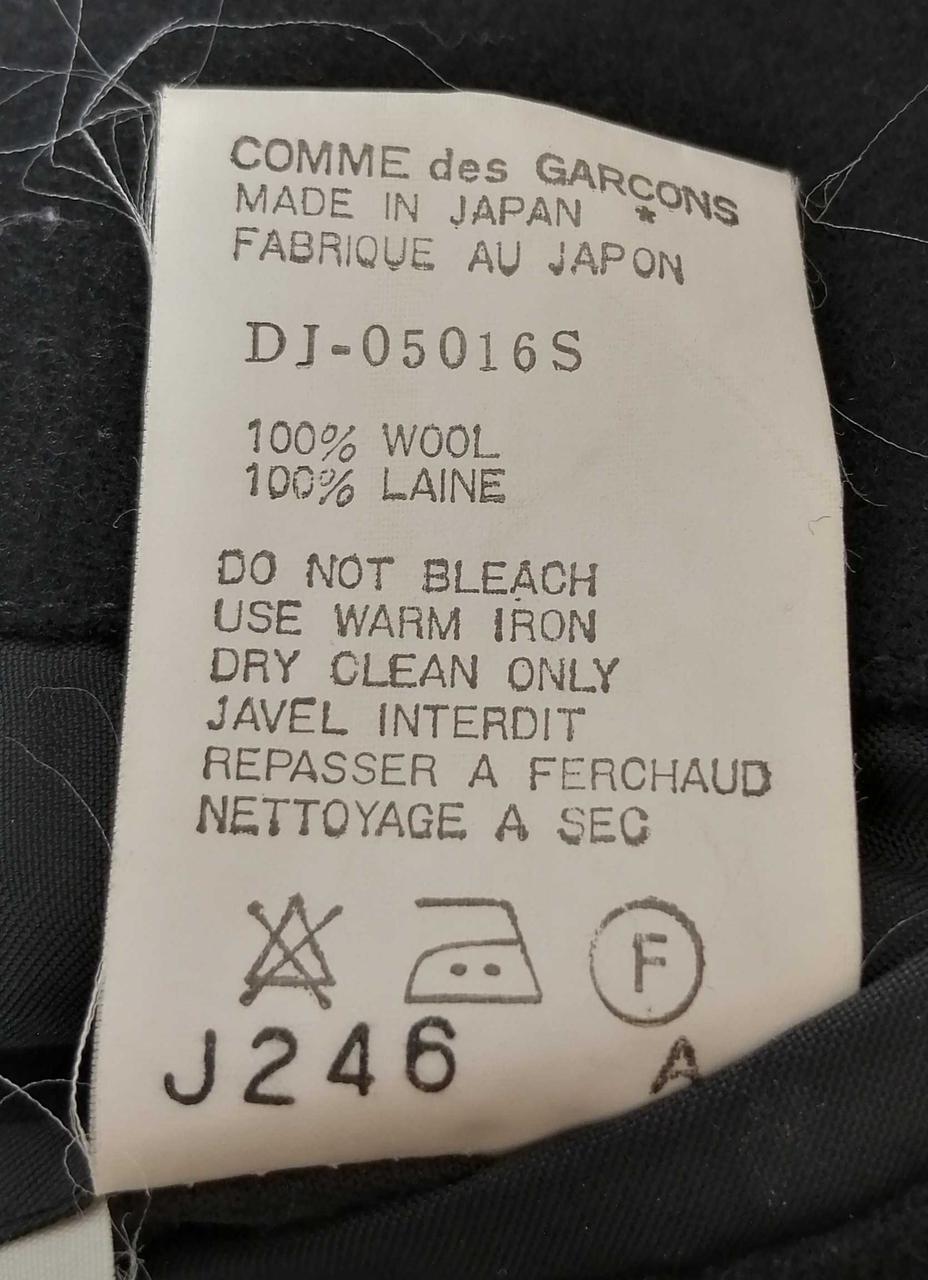 COMME des GARCONS
MADE IN JAPAN *
FABRIQUE AU JAPON
DJ-05016S
100% WOOL
100% LAINE
DO NOT BLEACH
USE WARM IRON
DRY CLEAN ONLY
JAVEL INTERDIT
REPASSER A FERCHAUD
NETTOYAGE A SEC
F
J246 A